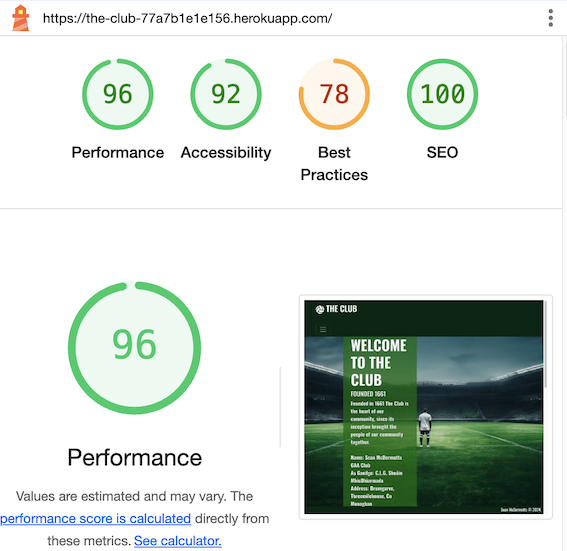 https://the-club-77a7b1e1e156.herokuapp.com/
96
92
78
100
Performance
Accessibility
Best
Practices
SEO
96
Performance
Values are estimated and may vary. The
performance score is calculated directly from
these metrics. See calculator.
THE CLUB
WELCOME
TO THE
CLUB
FOUNDED 1661
Founded in 1661 The Club is
the heart of our
community, since its
inception brought the
people of our community
together.
Name: Sean McDermotts
GAA Club
As Gaeilge: C.L.G. Sheáin
MhicDhiarmada
Address: Drumgarve,
Threemilehouse, Co
Monaghan
Sean McDermotts © 2024